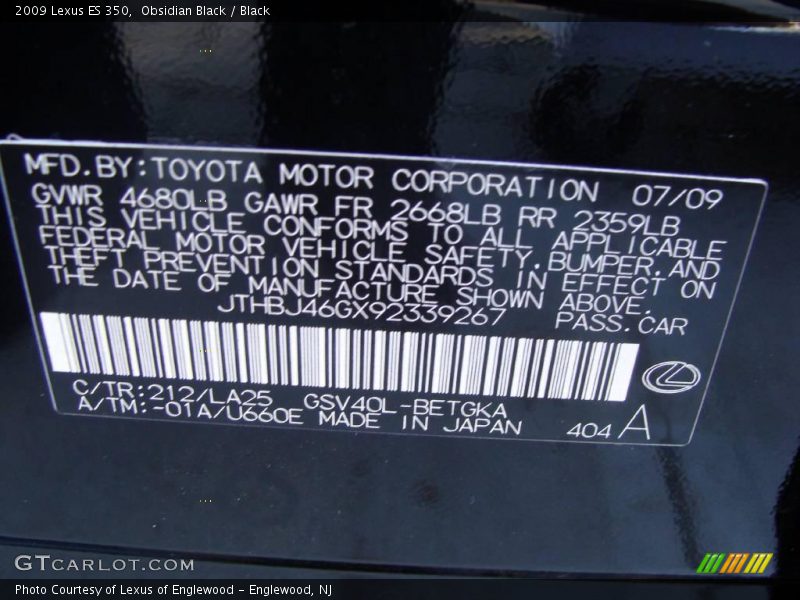 2009 Lexus ES 350,  Obsidian Black / Black
MFD.BY:TOYOTA MOTOR CORPORATION 07/09
GVWR 4680LB GAWR FR 2668LB RR 2359LB
THIS VEHICLE CONFORMS TO ALL APPLICABLE
FEDERAL MOTOR VEHICLE SAFETY,BUMPER,AND
THEFT PREVENTION STANDARDS IN EFFECT ON
THE DATE OF MANUFACTURE SHOWN ABOVE.
JTHBJ46GX92339267 PASS.CAR
C/TR:212/LA25 GSV40L-BETGKA
A/TM:-01A/U660E MADE IN JAPAN 404 A
GTCARLOT.COM
Photo Courtesy of Lexus of Englewood - Englewood, NJ